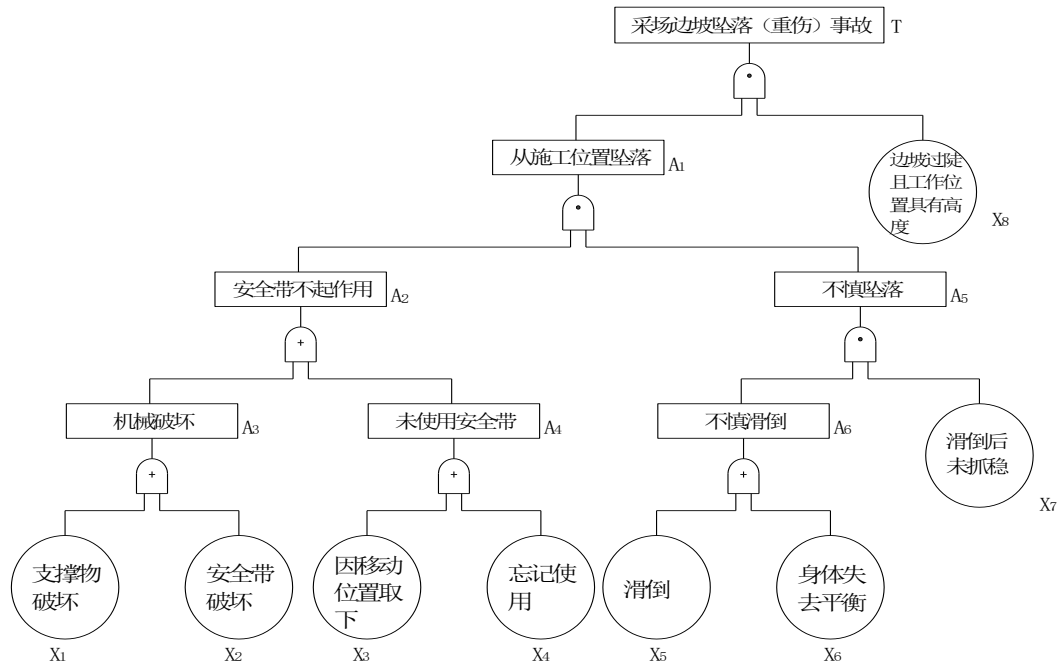 采场边坡坠落（重伤）事故 T
从施工位置坠落 A1
边坡过陡
且工作位
置具有高
度
X8
安全带不起作用 A2
不慎坠落 A5
+
机械破坏 A3
未使用安全带 A4
不慎滑倒 A6
滑倒后
未抓稳
X7
+
+
+
支撑物
破坏
安全带
破坏
因移动
位置取
下
忘记使
用
滑倒
身体失
去平衡
X1
X2
X3
X4
X5
X6